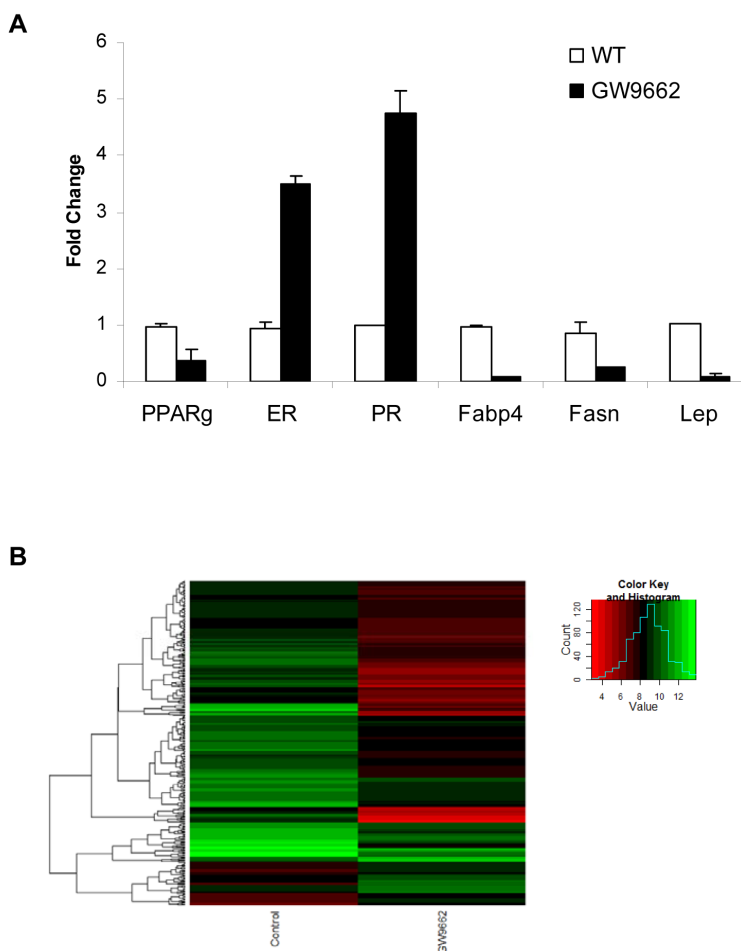 A
6
5
4
3
2
1
0
Fold Change
WT
GW9662
PPARg ER PR Fabp4 Fasn Lep
B
Color Key
and Histogram
Count
0 40 80 120
4 6 8 10 12
Value
Control
GW9662